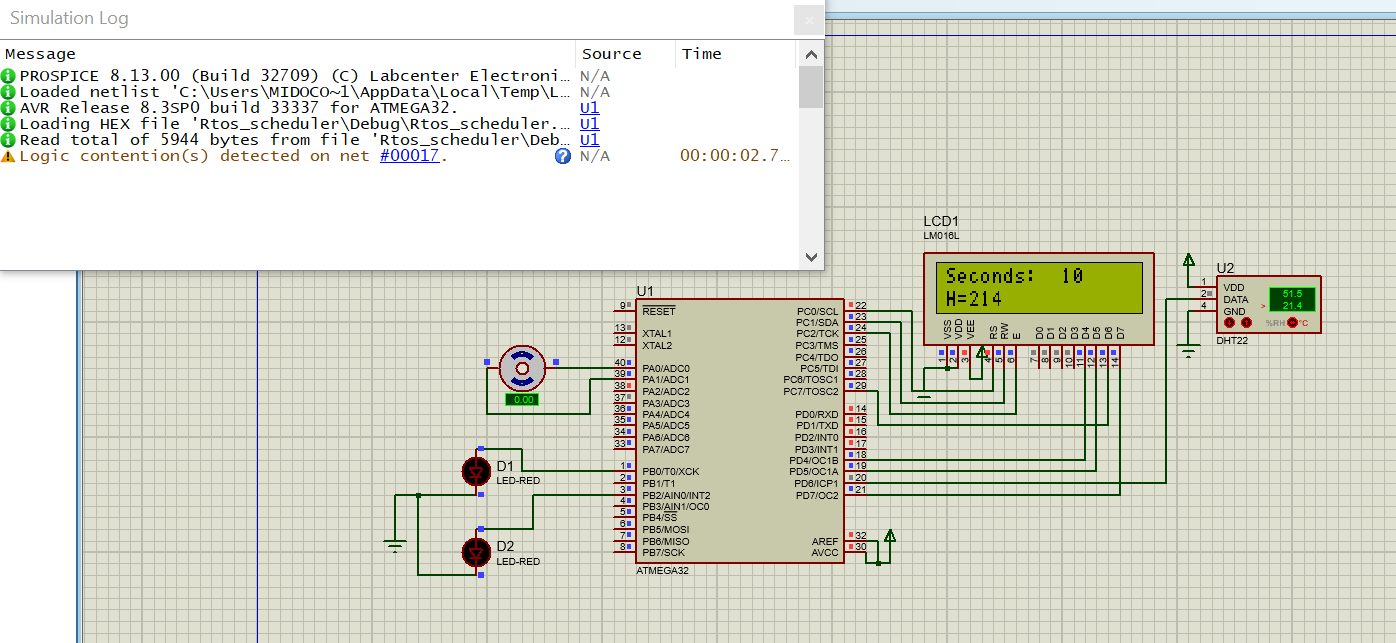 Simulation Log
Message Source Time
PROSPICE 8.13.00 (Build 32709) (C) Labcenter Electroni... N/A
Loaded netlist 'C:\Users\MIDOCO~1\AppData\Local\Temp\L... N/A
AVR Release 8.3SP0 build 33337 for ATMEGA32. U1
Loading HEX file 'Rtos_scheduler\Debug\Rtos_scheduler.... U1
Read total of 5944 bytes from file 'Rtos_scheduler\Deb... U1
Logic contention(s) detected on net #00017. N/A 00:00:02.7...
LCD1
LM016L
Seconds: 10
H=214
VSS VDD VEE RS RW E D0 D1 D2 D3 D4 D5 D6 D7
1 2 3 4 5 6 7 8 9 10 11 12 13 14
U2
1 VDD
2 DATA
4 GND
51.5
21.4
> %RH °C
DHT22
U1
9 RESET
13 XTAL1
12 XTAL2
40 PA0/ADC0
39 PA1/ADC1
38 PA2/ADC2
37 PA3/ADC3
36 PA4/ADC4
35 PA5/ADC5
34 PA6/ADC6
33 PA7/ADC7
1 PB0/T0/XCK
2 PB1/T1
3 PB2/AIN0/INT2
4 PB3/AIN1/OC0
5 PB4/SS
6 PB5/MOSI
7 PB6/MISO
8 PB7/SCK
PC0/SCL 22
PC1/SDA 23
PC2/TCK 24
PC3/TMS 25
PC4/TDO 26
PC5/TDI 27
PC6/TOSC1 28
PC7/TOSC2 29
PD0/RXD 14
PD1/TXD 15
PD2/INT0 16
PD3/INT1 17
PD4/OC1B 18
PD5/OC1A 19
PD6/ICP1 20
PD7/OC2 21
AREF 32
AVCC 30
ATMEGA32
0.00
D1
LED-RED
D2
LED-RED